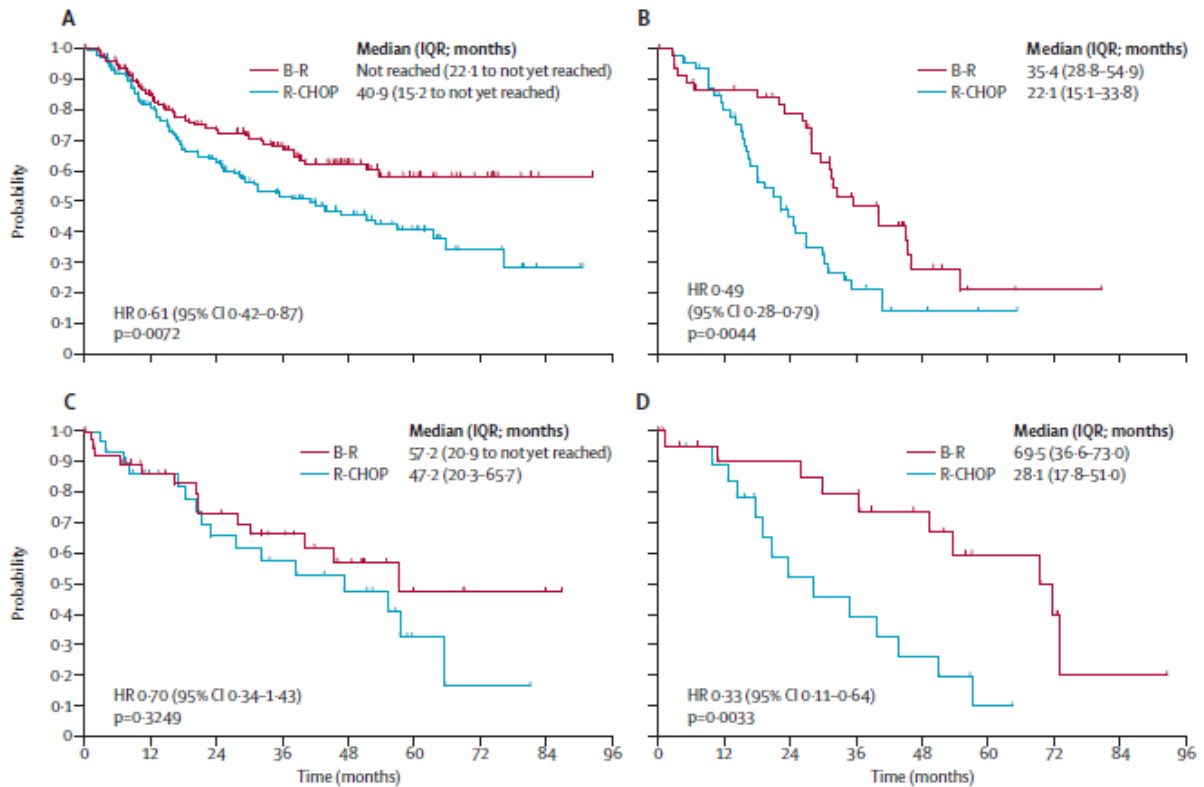 A
Median (IQR; months)
B-R Not reached (22·1 to not yet reached)
R-CHOP 40·9 (15·2 to not yet reached)
1·0
0·9
0·8
0·7
0·6
0·5
0·4
0·3
0·2
0·1
0
Probability
HR 0·61 (95% CI 0·42–0·87)
p=0·0072
B
Median (IQR; months)
B-R 35·4 (28·8–54·9)
R-CHOP 22·1 (15·1–33·8)
HR 0·49
(95% CI 0·28–0·79)
p=0·0044
C
Median (IQR; months)
B-R 57·2 (20·9 to not yet reached)
R-CHOP 47·2 (20·3–65·7)
1·0
0·9
0·8
0·7
0·6
0·5
0·4
0·3
0·2
0·1
0
Probability
HR 0·70 (95% CI 0·34–1·43)
p=0·3249
0 12 24 36 48 60 72 84 96
Time (months)
D
Median (IQR; months)
B-R 69·5 (36·6–73·0)
R-CHOP 28·1 (17·8–51·0)
HR 0·33 (95% CI 0·11–0·64)
p=0·0033
0 12 24 36 48 60 72 84 96
Time (months)